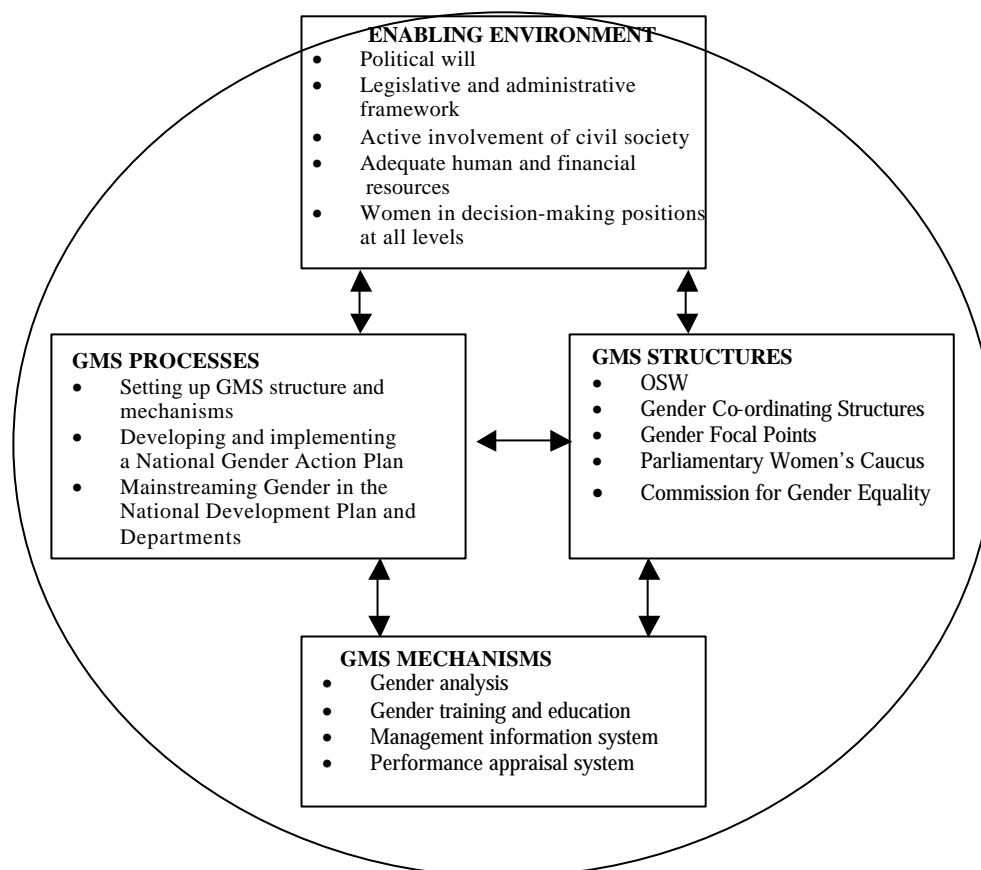 ENABLING ENVIRONMENT
• Political will
• Legislative and administrative
framework
• Active involvement of civil society
• Adequate human and financial
resources
• Women in decision-making positions
at all levels
GMS PROCESSES
• Setting up GMS structure and
mechanisms
• Developing and implementing
a National Gender Action Plan
• Mainstreaming Gender in the
National Development Plan and
Departments
GMS STRUCTURES
• OSW
• Gender Co-ordinating Structures
• Gender Focal Points
• Parliamentary Women's Caucus
• Commission for Gender Equality
GMS MECHANISMS
• Gender analysis
• Gender training and education
• Management information system
• Performance appraisal system